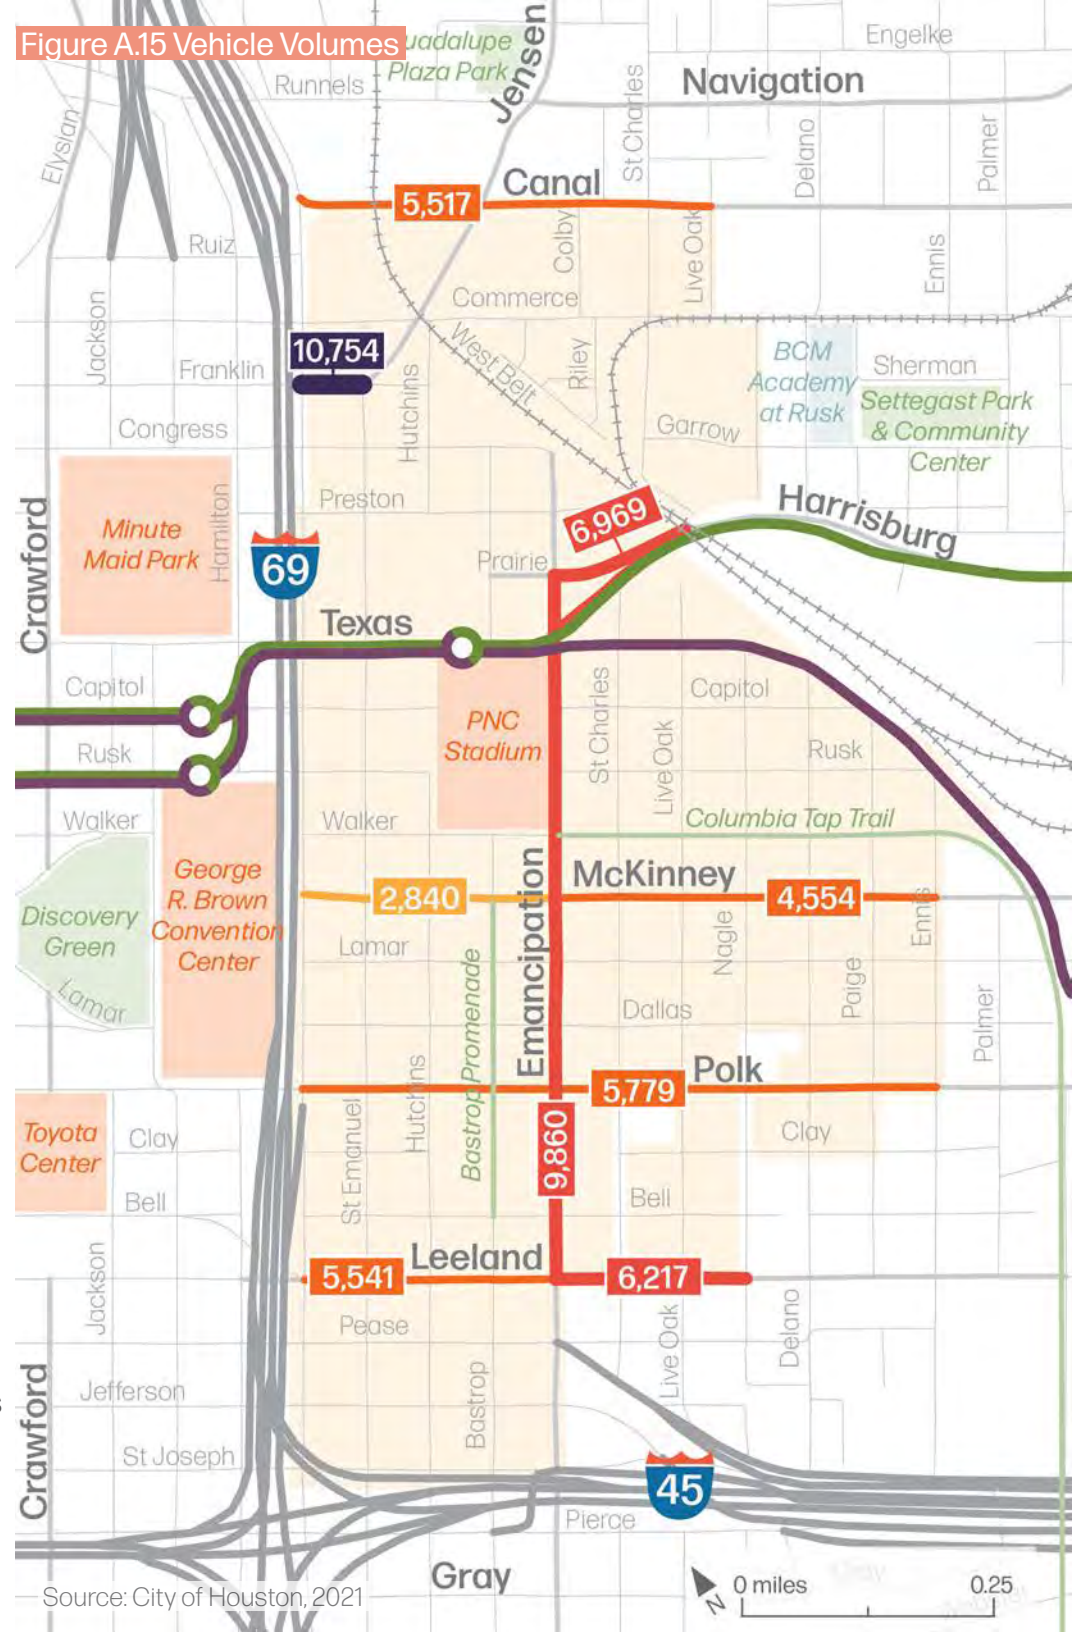 Figure A.15 Vehicle Volumes
uadalupe
Plaza Park
Jensen
Engelke
Runnels
Navigation
Elysian
St Charles
Delano
Palmer
Canal
5,517
Ruiz
Colby
Live Oak
Ennis
Commerce
Jackson
10,754
Franklin
West Belt
Riley
BCM
Academy
at Rusk
Sherman
Settegast Park
& Community
Center
Hutchins
Congress
Garrow
Crawford
Minute
Maid Park
Hamilton
Preston
69
6,969
Harrisburg
Prairie
Texas
Capitol
PNC
Stadium
St Charles
Capitol
Live Oak
Rusk
Rusk
Walker
Walker
Columbia Tap Trail
George
R. Brown
Convention
Center
Emancipation
McKinney
2,840
4,554
Discovery
Green
Lamar
Lamar
Nagle
Ennis
Bastrop Promenade
Dallas
Paige
Palmer
Polk
5,779
Hutchins
Toyota
Center
Clay
St Emanuel
9,860
Clay
Bell
Bell
Jackson
Leeland
5,541
6,217
Pease
Live Oak
Delano
Crawford
Jefferson
Bastrop
St Joseph
45
Pierce
Gray
0 miles
0.25
N
Source: City of Houston, 2021